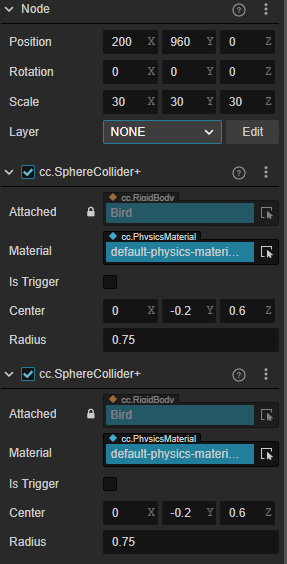 Node
Position 200 X 960 Y 0 Z
Rotation 0 X 0 Y 0 Z
Scale 30 X 30 Y 30 Z
Layer NONE Edit
cc.SphereCollider+
cc.RigidBody
Attached Bird
cc.PhysicsMaterial
Material default-physics-materi...
Is Trigger
Center 0 X -0.2 Y 0.6 Z
Radius 0.75
cc.SphereCollider+
cc.RigidBody
Attached Bird
cc.PhysicsMaterial
Material default-physics-materi...
Is Trigger
Center 0 X -0.2 Y 0.6 Z
Radius 0.75